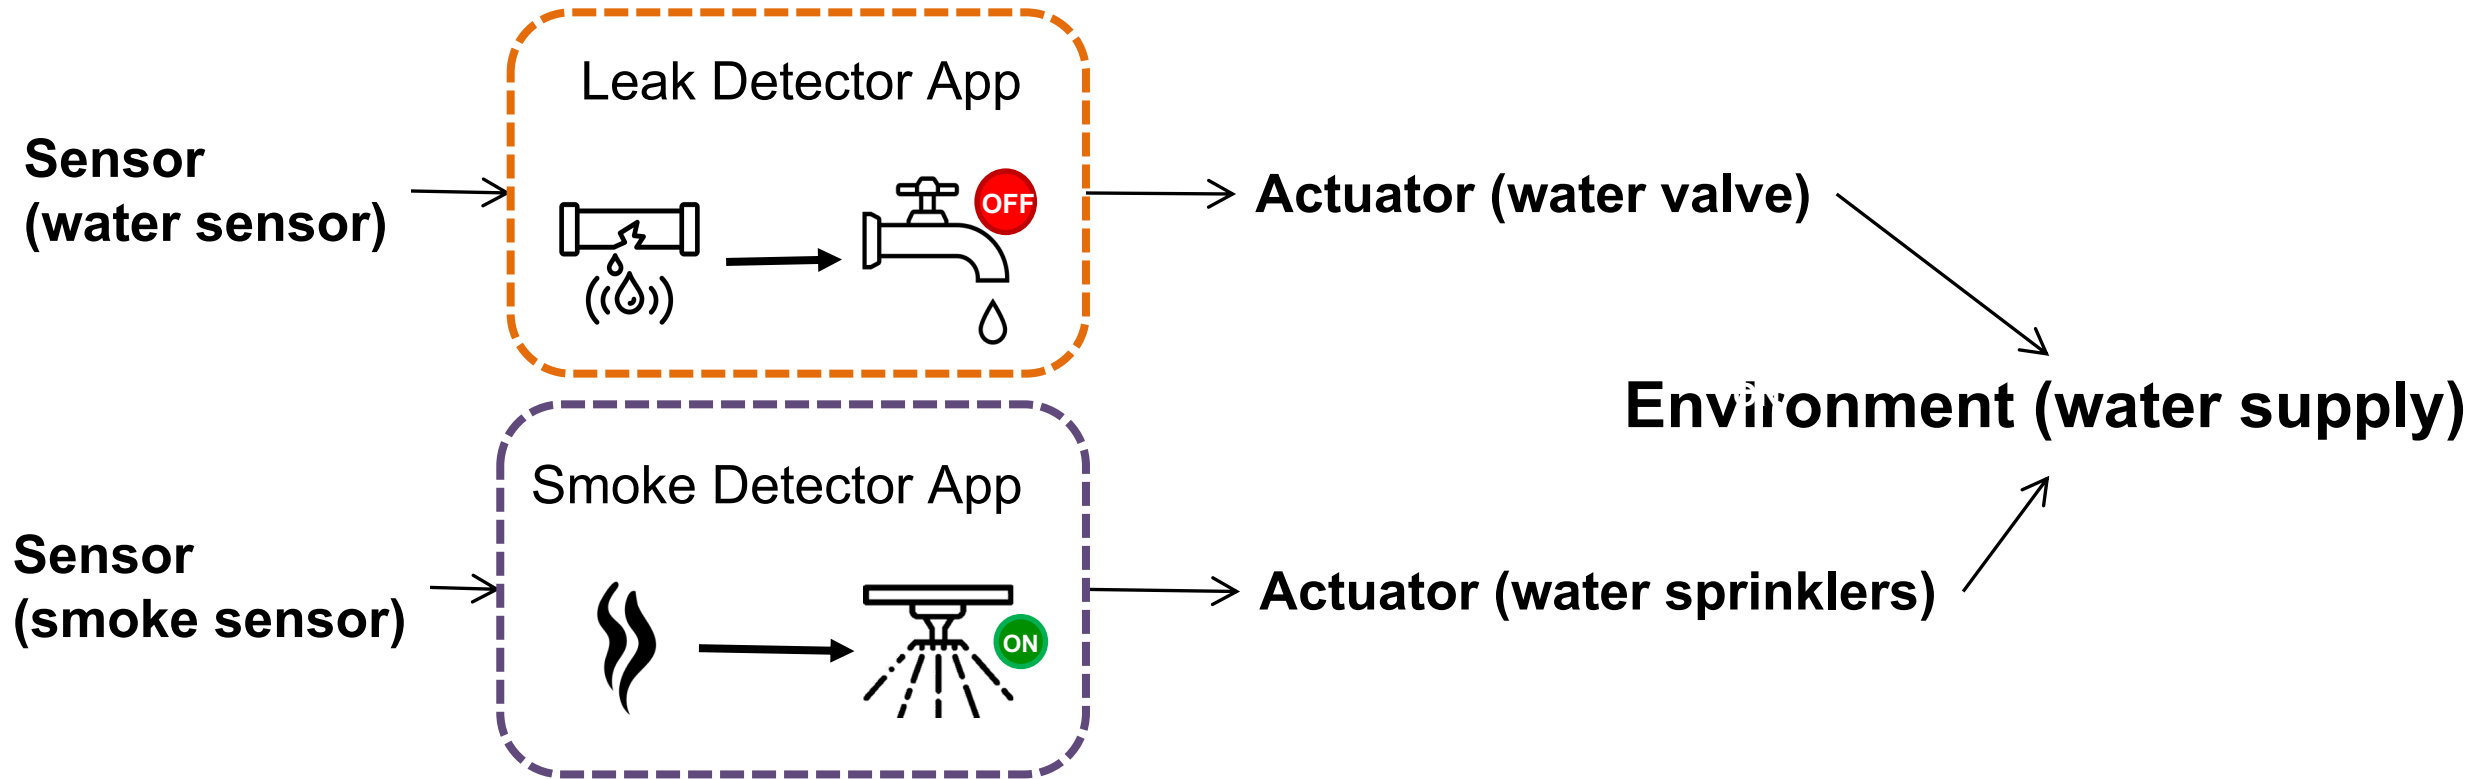 Leak Detector App
Sensor
(water sensor)
OFF
Actuator (water valve)
Environment (water supply)
ON
Smoke Detector App
Sensor
(smoke sensor)
ON
Actuator (water sprinklers)